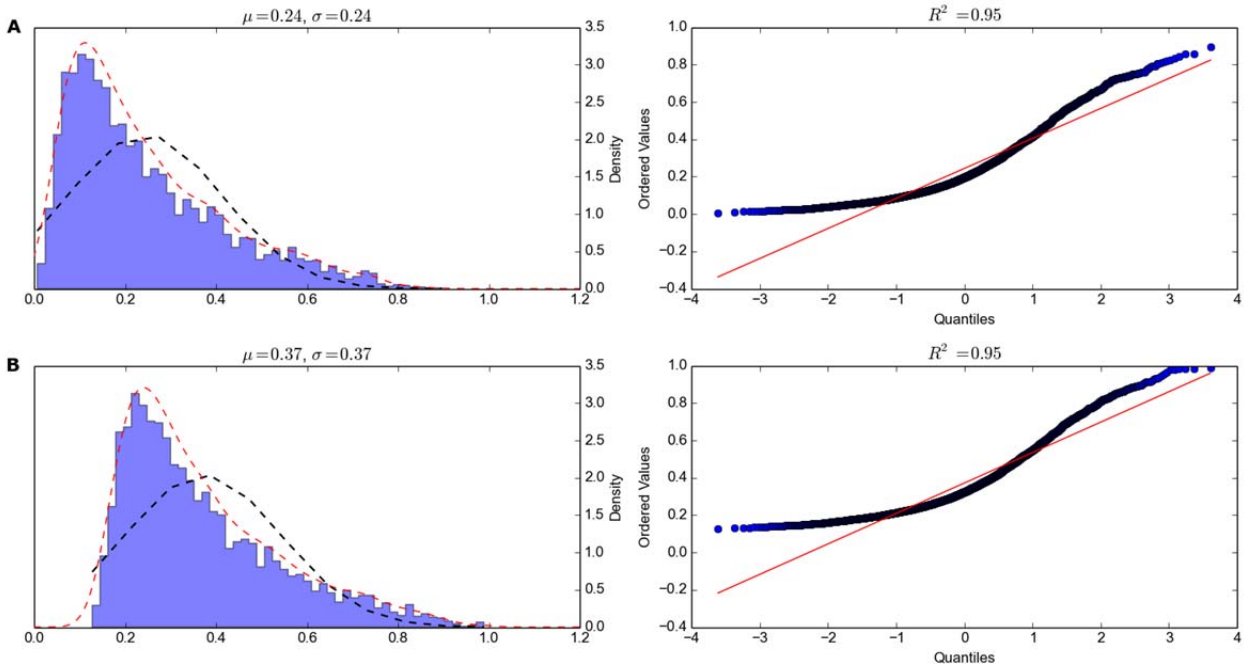 A
μ=0.24, σ=0.24
3.5
3.0
2.5
2.0
1.5
1.0
0.5
0.0
Density
0.0 0.2 0.4 0.6 0.8 1.0 1.2
R² =0.95
1.0
0.8
0.6
0.4
0.2
0.0
−0.2
−0.4
Ordered Values
−4 −3 −2 −1 0 1 2 3 4
Quantiles
B
μ=0.37, σ=0.37
3.5
3.0
2.5
2.0
1.5
1.0
0.5
0.0
Density
0.0 0.2 0.4 0.6 0.8 1.0 1.2
R² =0.95
1.0
0.8
0.6
0.4
0.2
0.0
−0.2
−0.4
Ordered Values
−4 −3 −2 −1 0 1 2 3 4
Quantiles